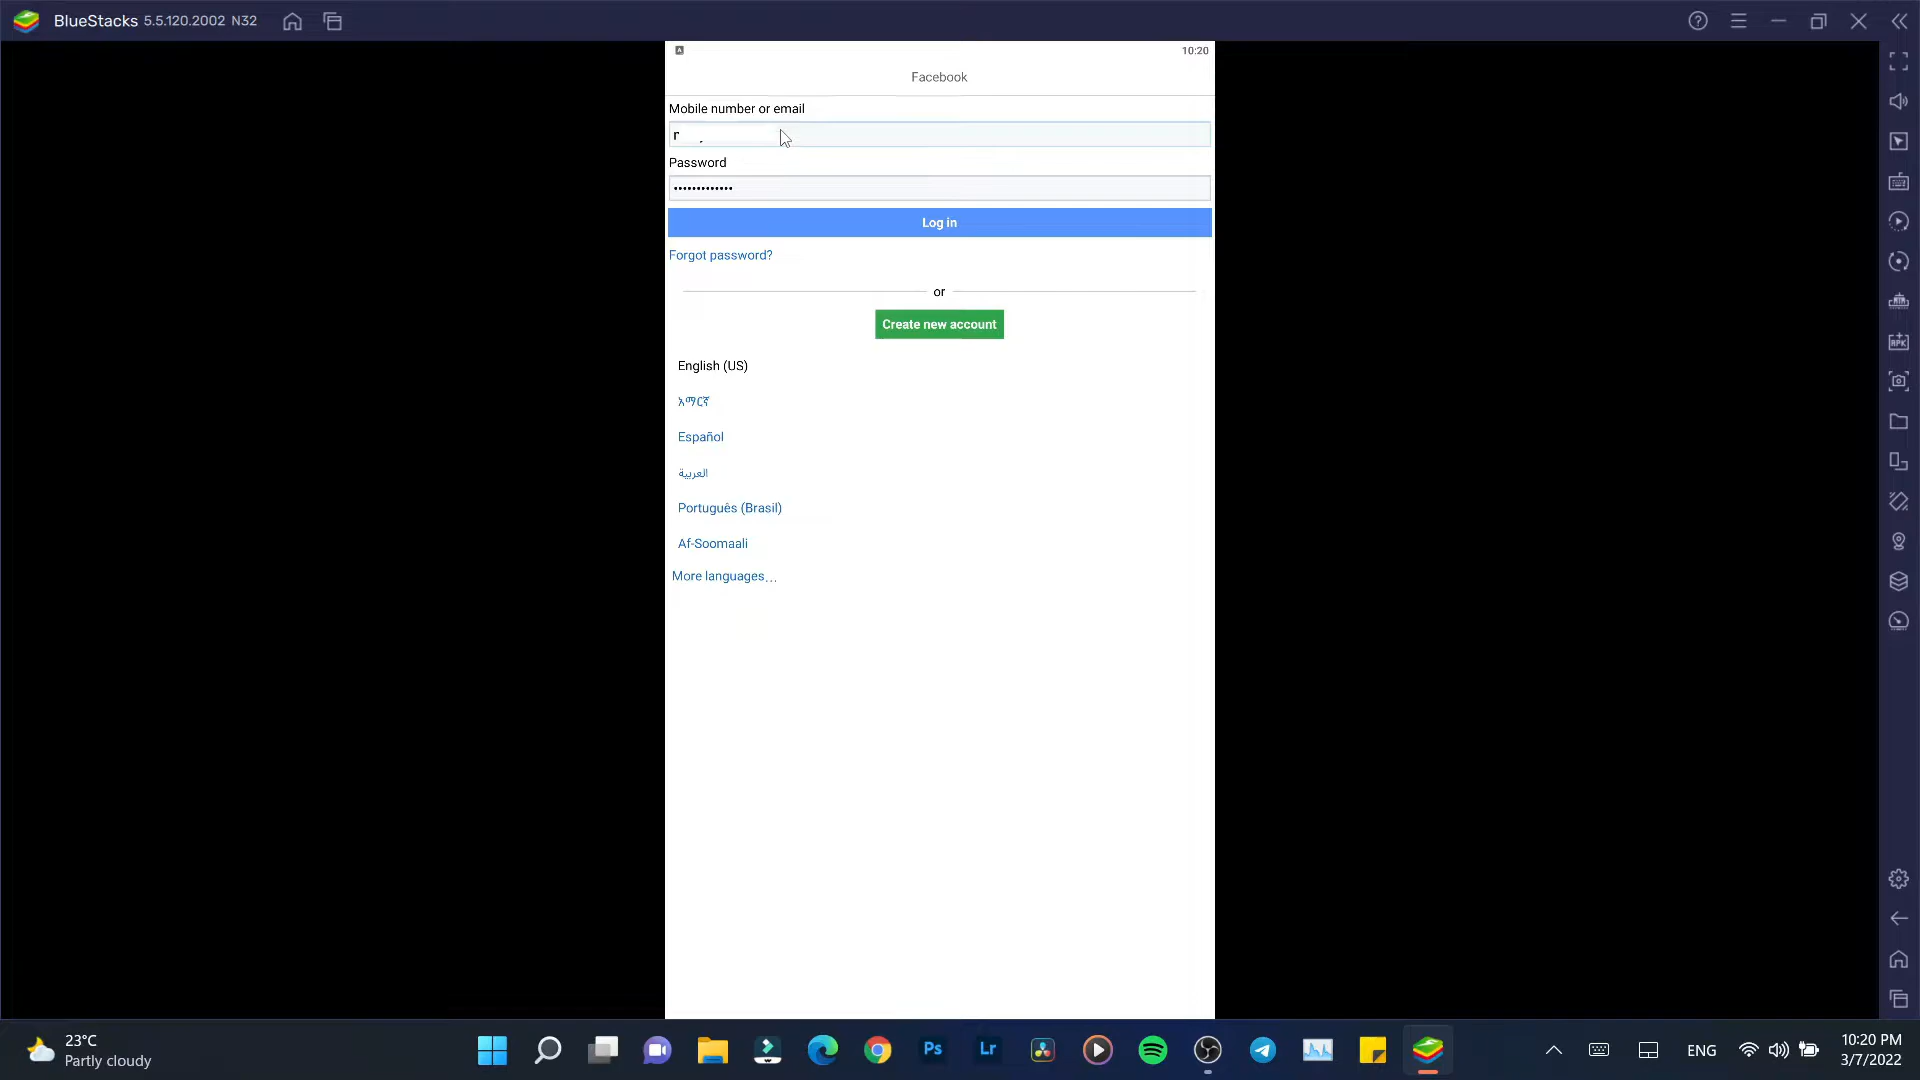 BlueStacks 5.5.120.2002 N32
10:20
Facebook
Mobile number or email
Password
•••••••••••••
Log in
Forgot password?
or
Create new account
English (US)
አማርኛ
Español
العربية
Português (Brasil)
Af-Soomaali
More languages...
23°C
Partly cloudy
Ps
Lr
ENG
10:20 PM
3/7/2022